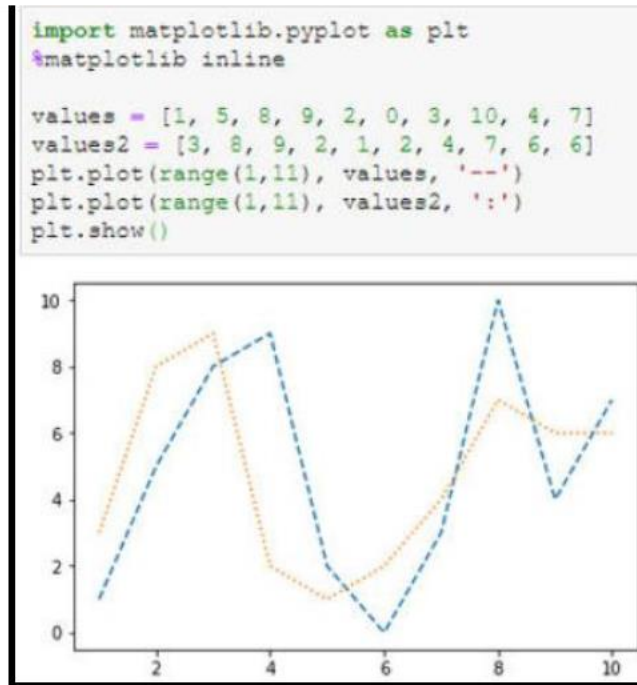 import matplotlib.pyplot as plt
%matplotlib inline
values = [1, 5, 8, 9, 2, 0, 3, 10, 4, 7]
values2 = [3, 8, 9, 2, 1, 2, 4, 7, 6, 6]
plt.plot(range(1,11), values, '--')
plt.plot(range(1,11), values2, ':')
plt.show()
10
8
6
4
2
0
2 4 6 8 10